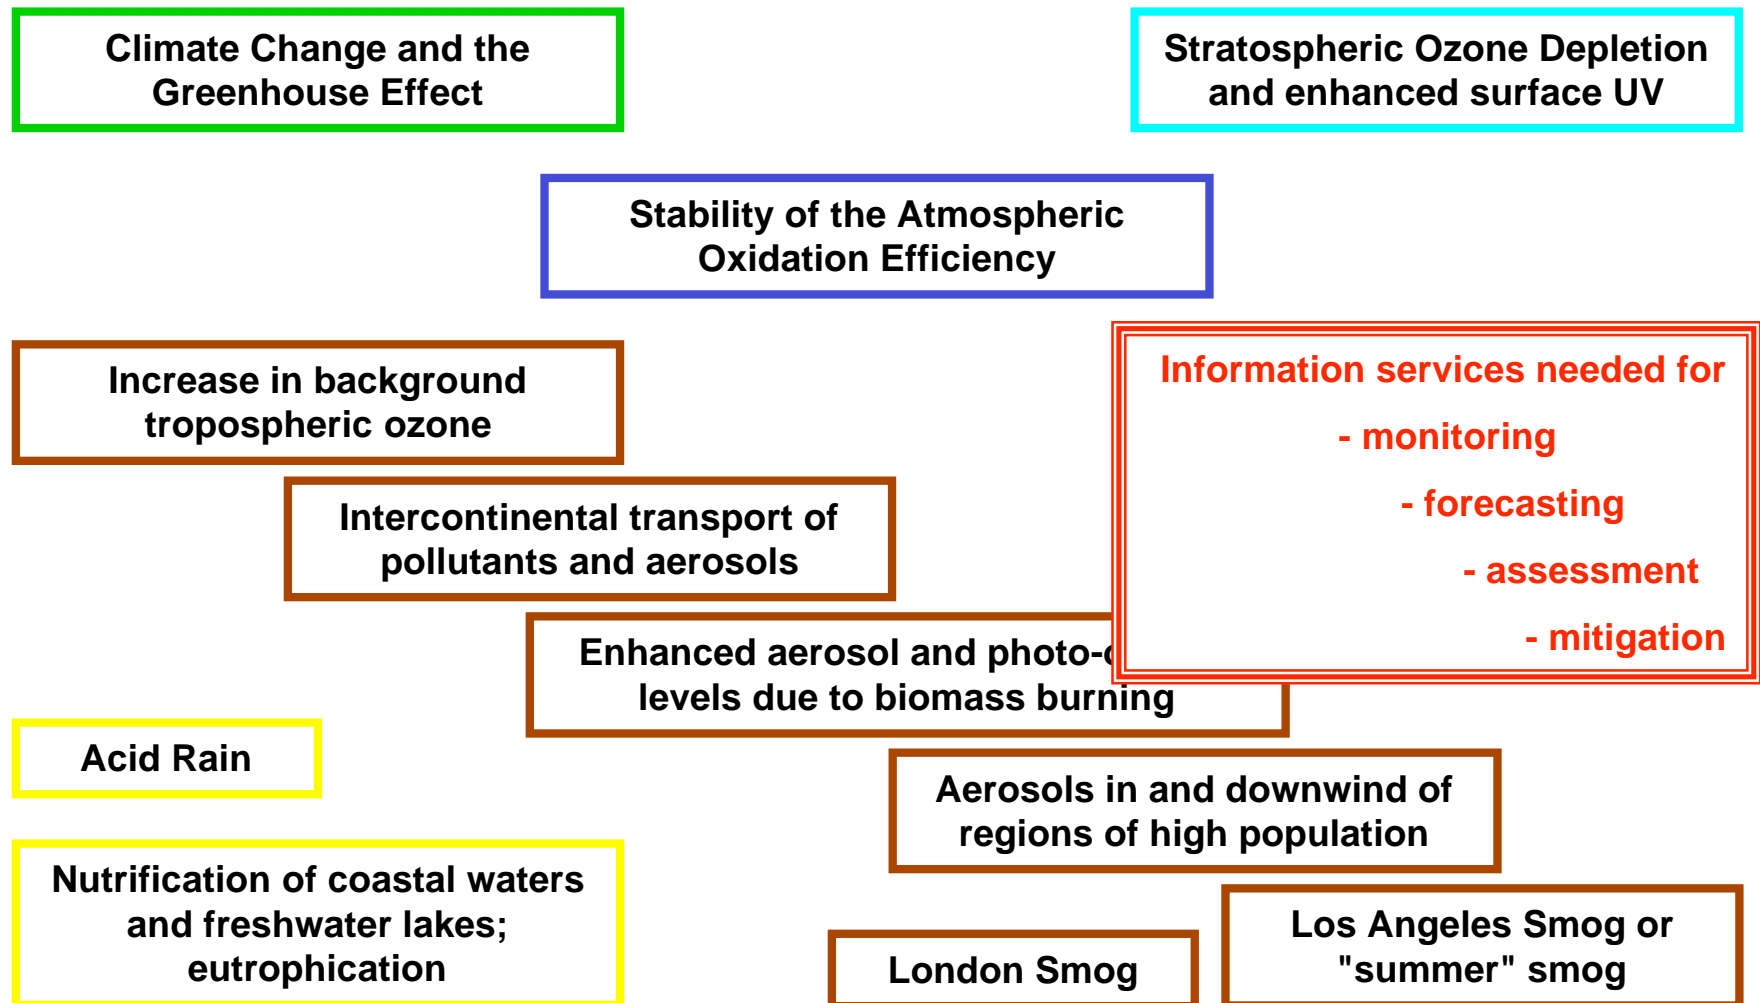 Climate Change and the
Greenhouse Effect
Stratospheric Ozone Depletion
and enhanced surface UV
Stability of the Atmospheric
Oxidation Efficiency
Increase in background
tropospheric ozone
Information services needed for
- monitoring
- forecasting
- assessment
- mitigation
Intercontinental transport of
pollutants and aerosols
Enhanced aerosol and photo-
levels due to biomass burning
Acid Rain
Aerosols in and downwind of
regions of high population
Nutrification of coastal waters
and freshwater lakes;
eutrophication
London Smog
Los Angeles Smog or
"summer" smog